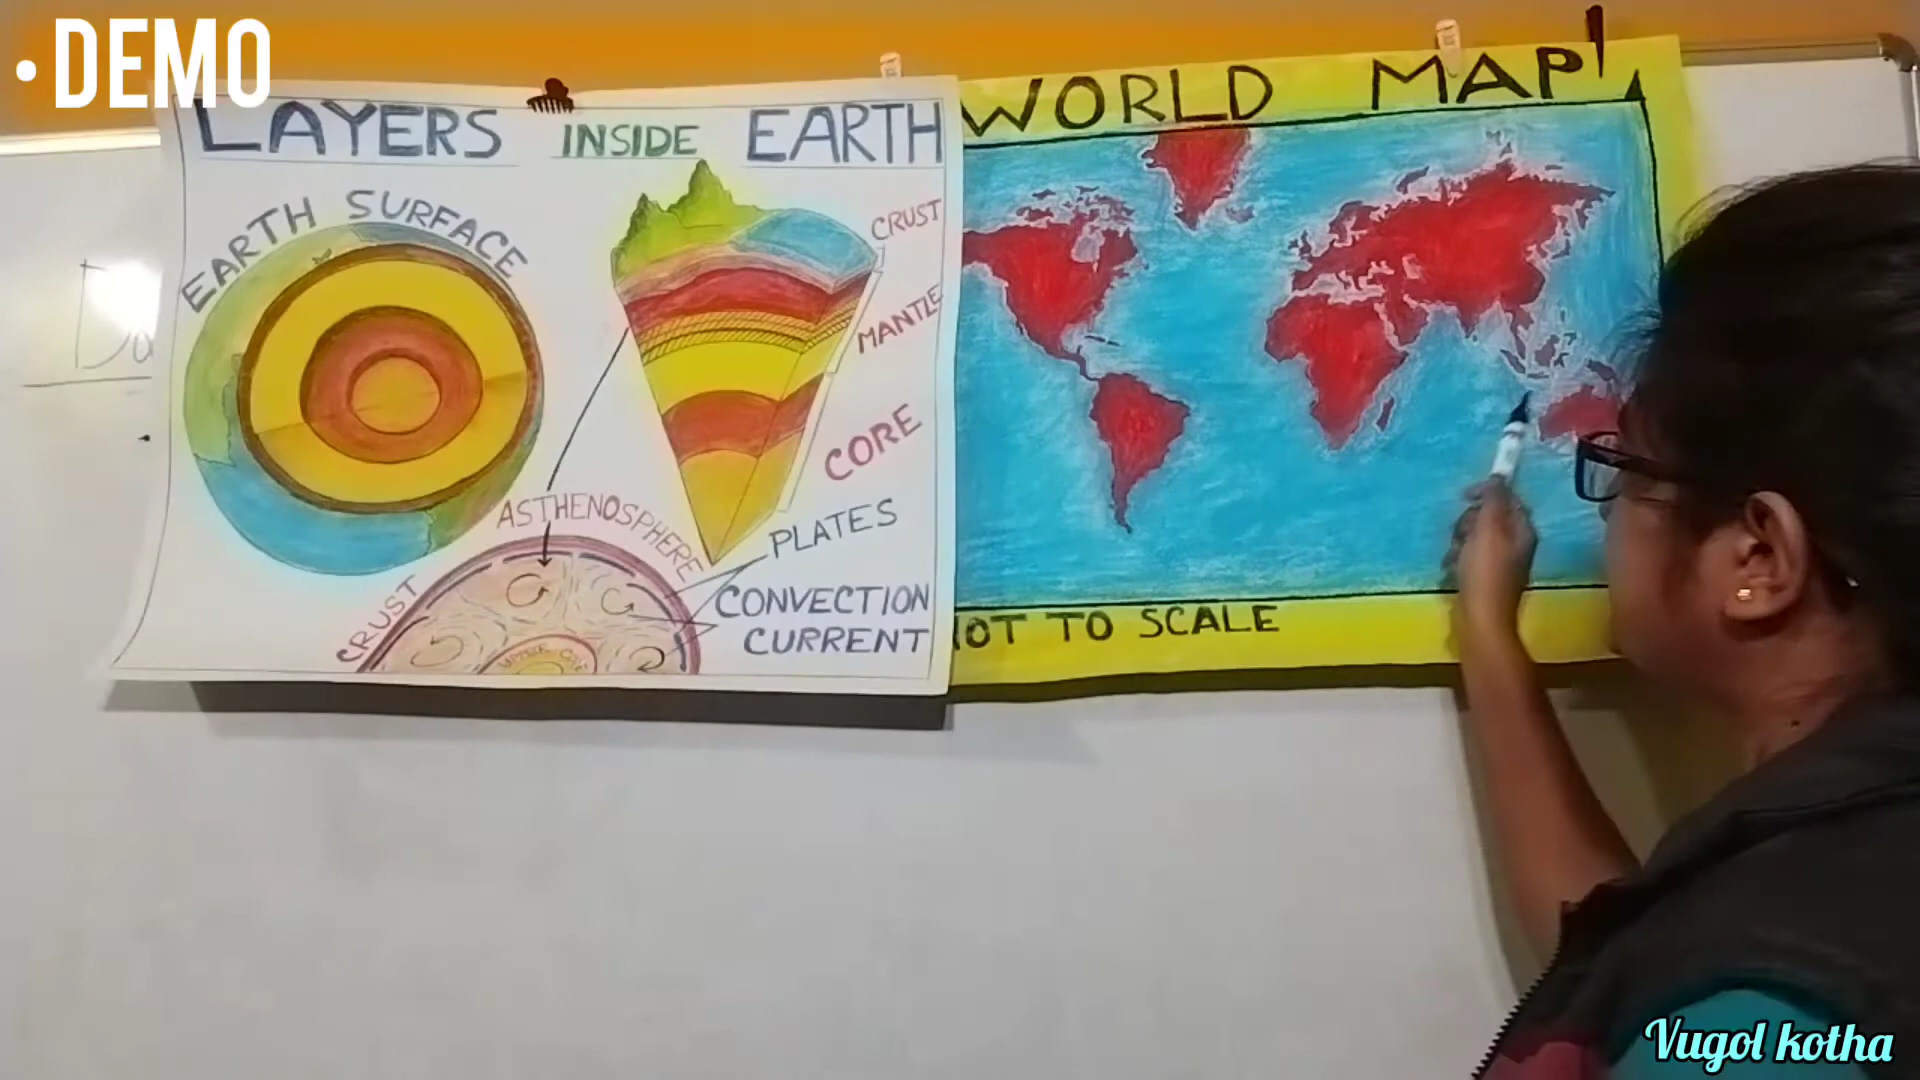 • DEMO
LAYERS INSIDE EARTH
EARTH SURFACE
CRUST
MANTLE
CORE
ASTHENOSPHERE
PLATES
CONVECTION
CURRENT
CRUST
WORLD MAP
NOT TO SCALE
Vugol kotha